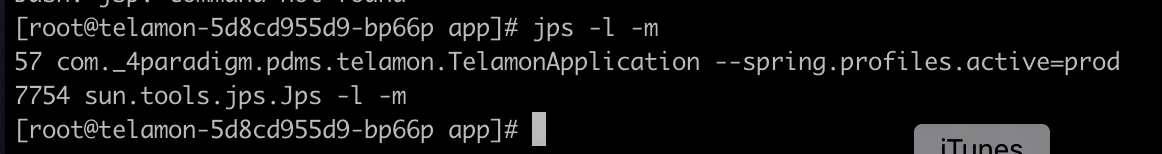 [root@telamon-5d8cd955d9-bp66p app]# jps -l -m
57 com._4paradigm.pdms.telamon.TelamonApplication --spring.profiles.active=prod
7754 sun.tools.jps.Jps -l -m
[root@telamon-5d8cd955d9-bp66p app]#
iTunes